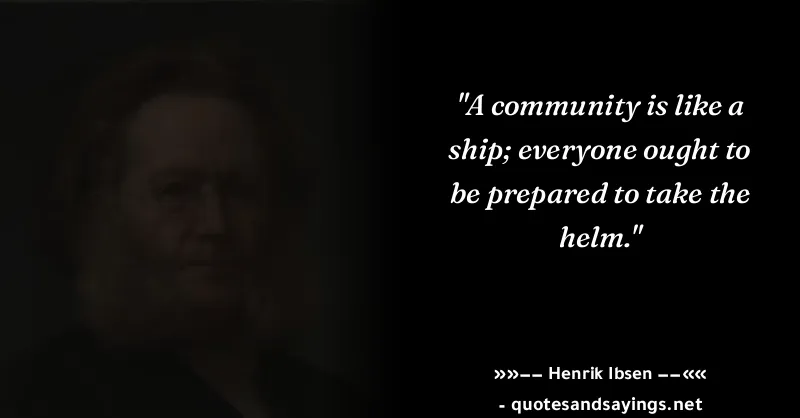 "A community is like a
ship; everyone ought to
be prepared to take the
helm."
»»—– Henrik Ibsen —–««
- quotesandsayings.net